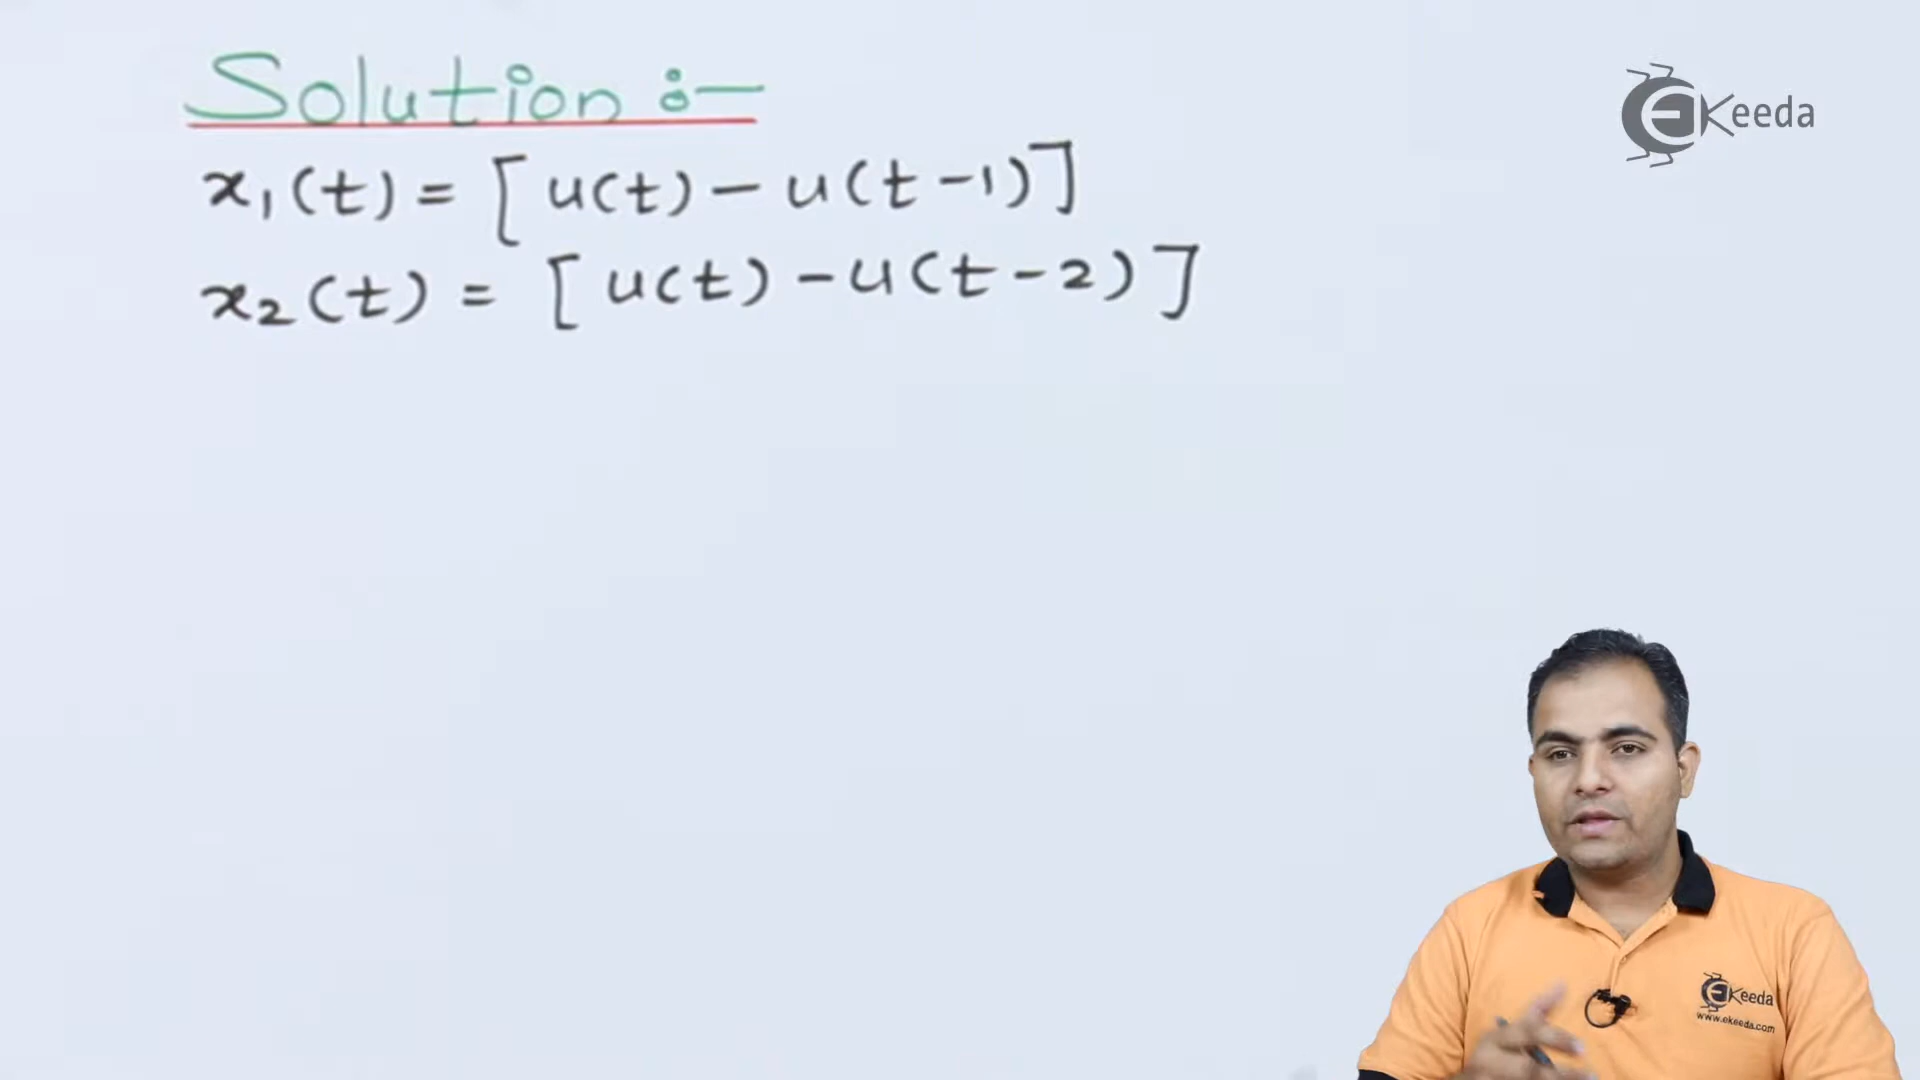 Solution :-
x₁(t) = [u(t) - u(t-1)]
x₂(t) = [u(t) - u(t-2)]
EKeeda
EKeeda
www.ekeeda.com